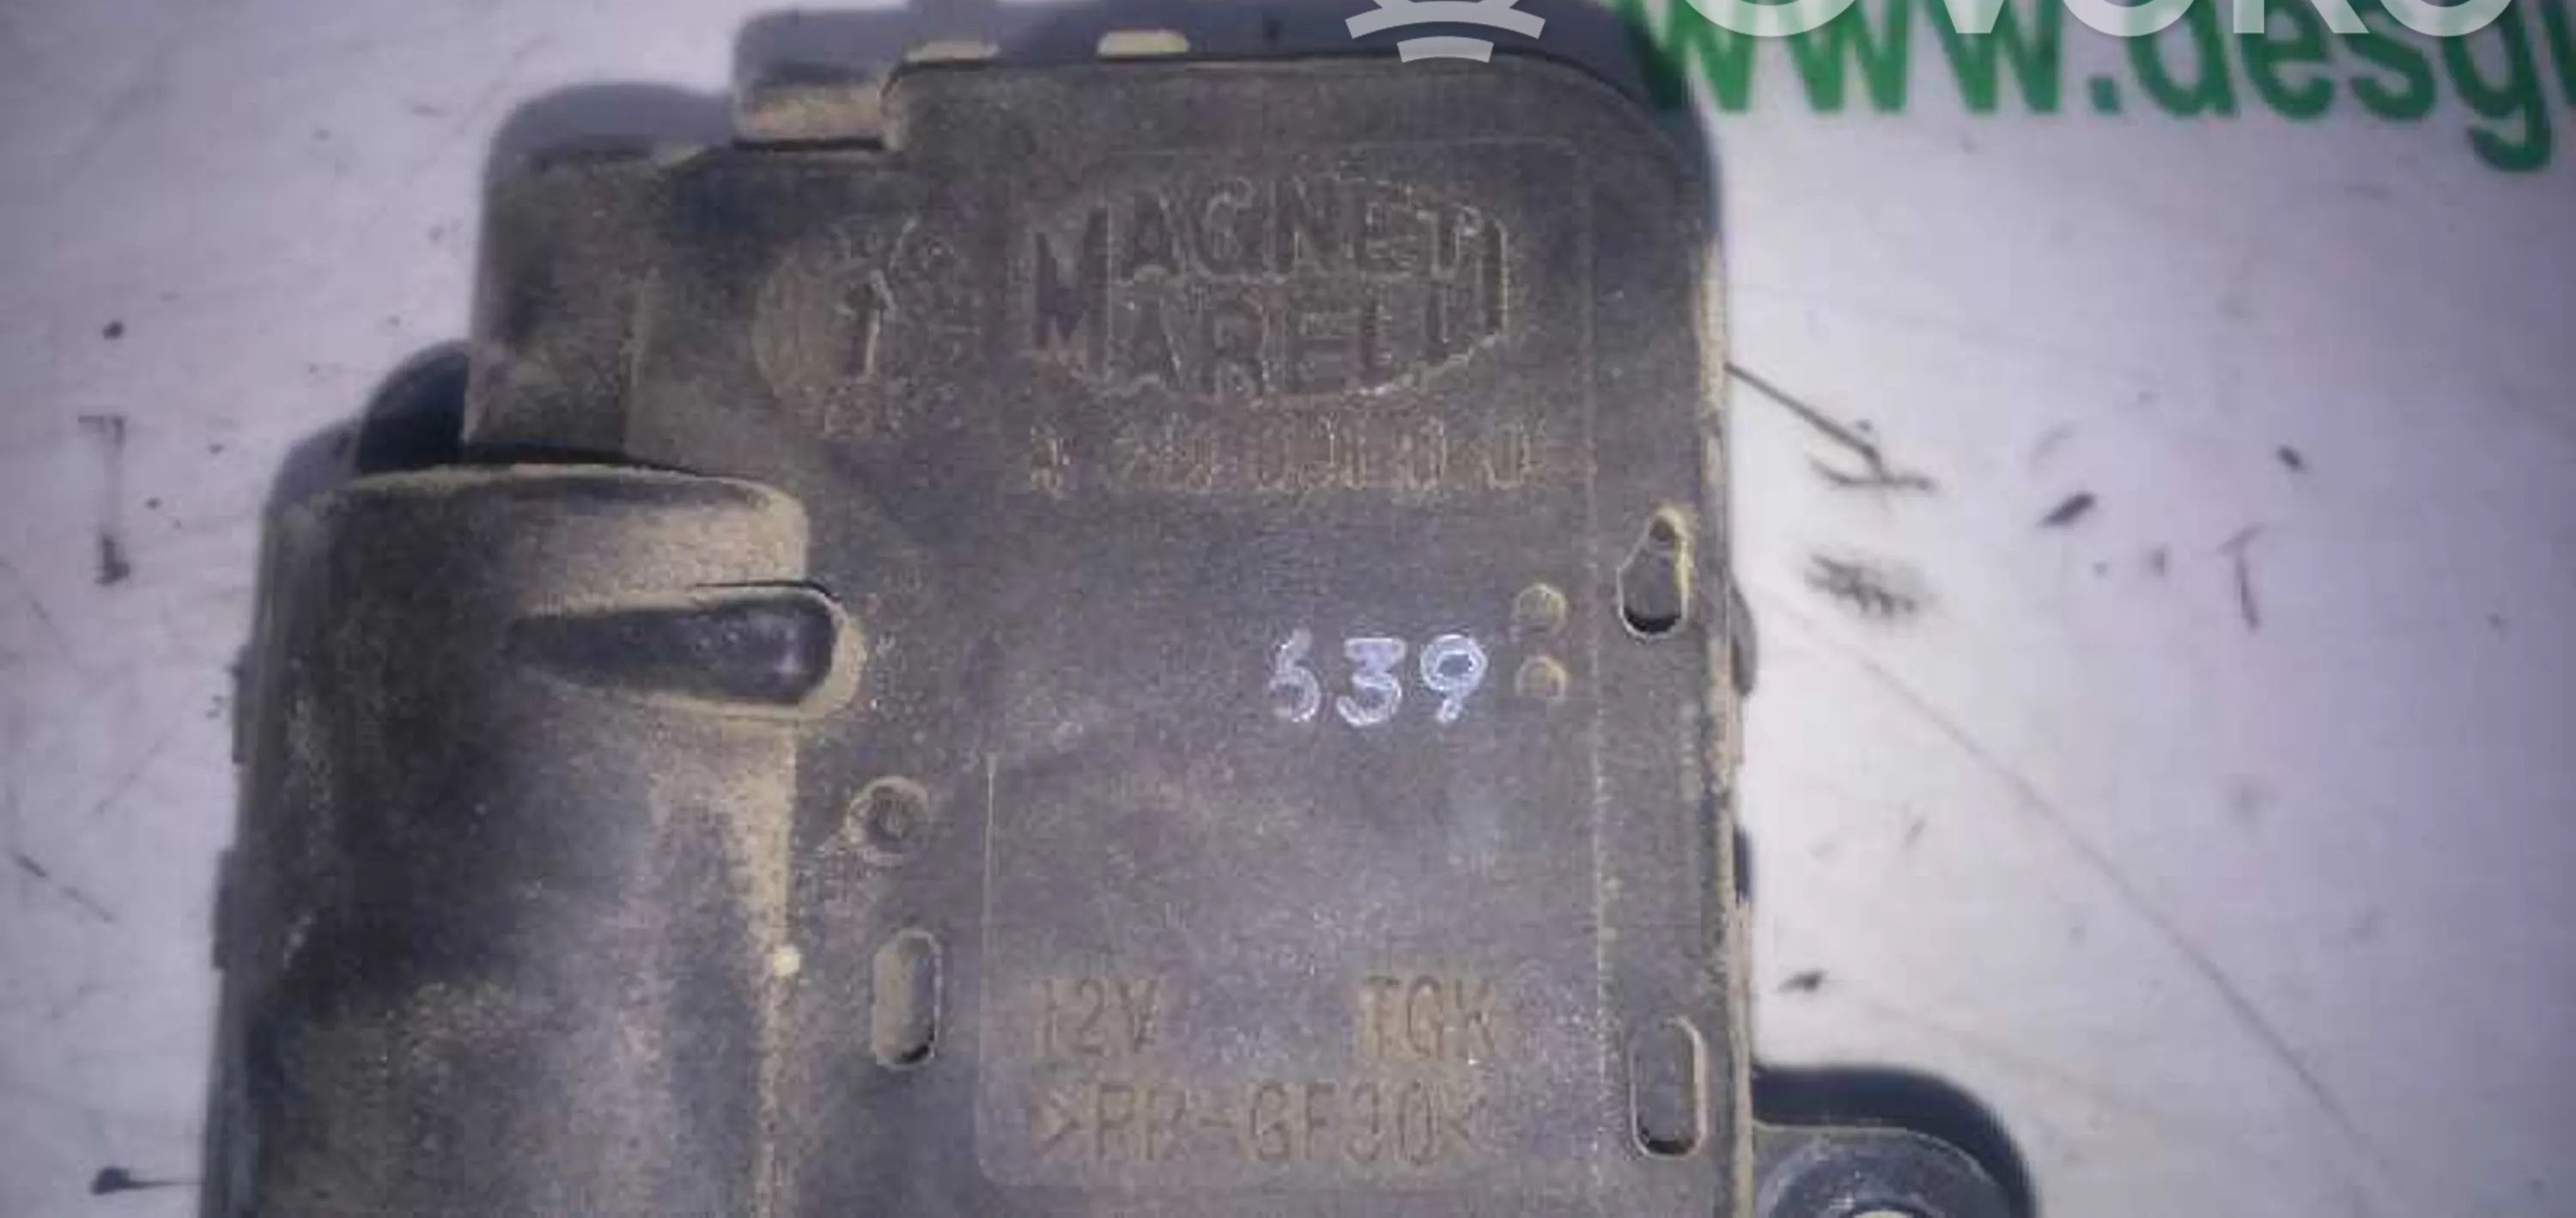 www.desg
MAGNETI
MARELLI
539
12V TGK
>PP-GF30<